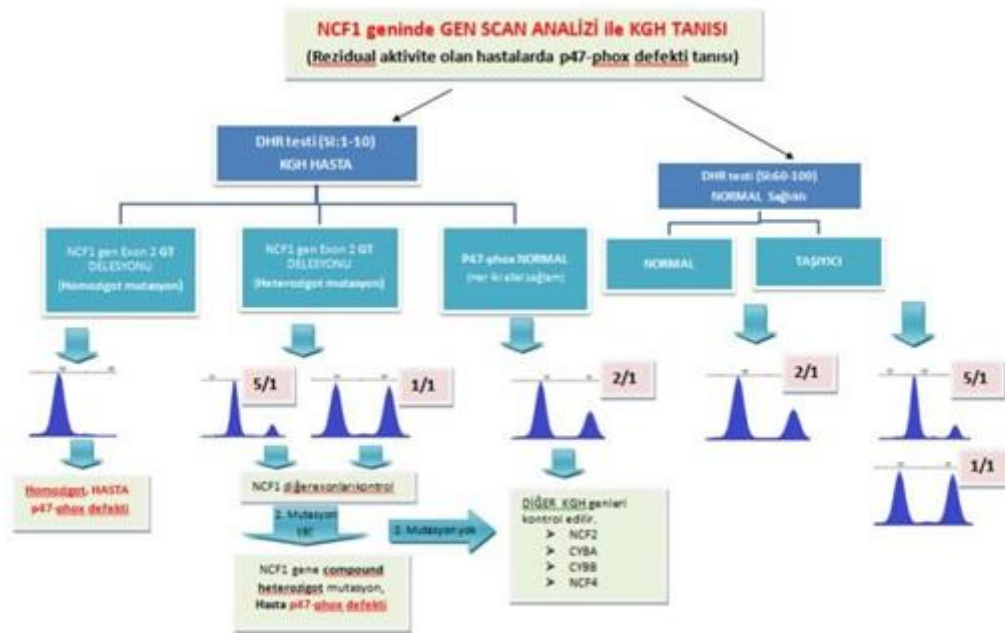 NCF1 geninde GEN SCAN ANALİZİ ile KGH TANISI
(Rezidual aktivite olan hastalarda p47-phox defekti tanısı)
DHR testi (SI:1-10)
KGH HASTA
DHR testi (SI:60-100)
NORMAL Sağlıklı
NCF1 gen Exon 2 GT
DELESYONU
(Homozigot mutasyon)
NCF1 gen Exon 2 GT
DELESYONU
(Heterozigot mutasyon)
P47-phox NORMAL
(Her iki allel sağlam)
NORMAL
TAŞIYICI
5/1
1/1
2/1
2/1
5/1
1/1
Homozigot, HASTA
p47-phox defekti
NCF1 diğer exonları kontrol
2. Mutasyon
2. Mutasyon yok
NCF1 gene compound
heterozigot mutasyon,
Hasta p47-phox defekti
DİĞER KGH genleri
kontrol edilir.
➤ NCF2
➤ CYBA
➤ CYBB
➤ NCF4